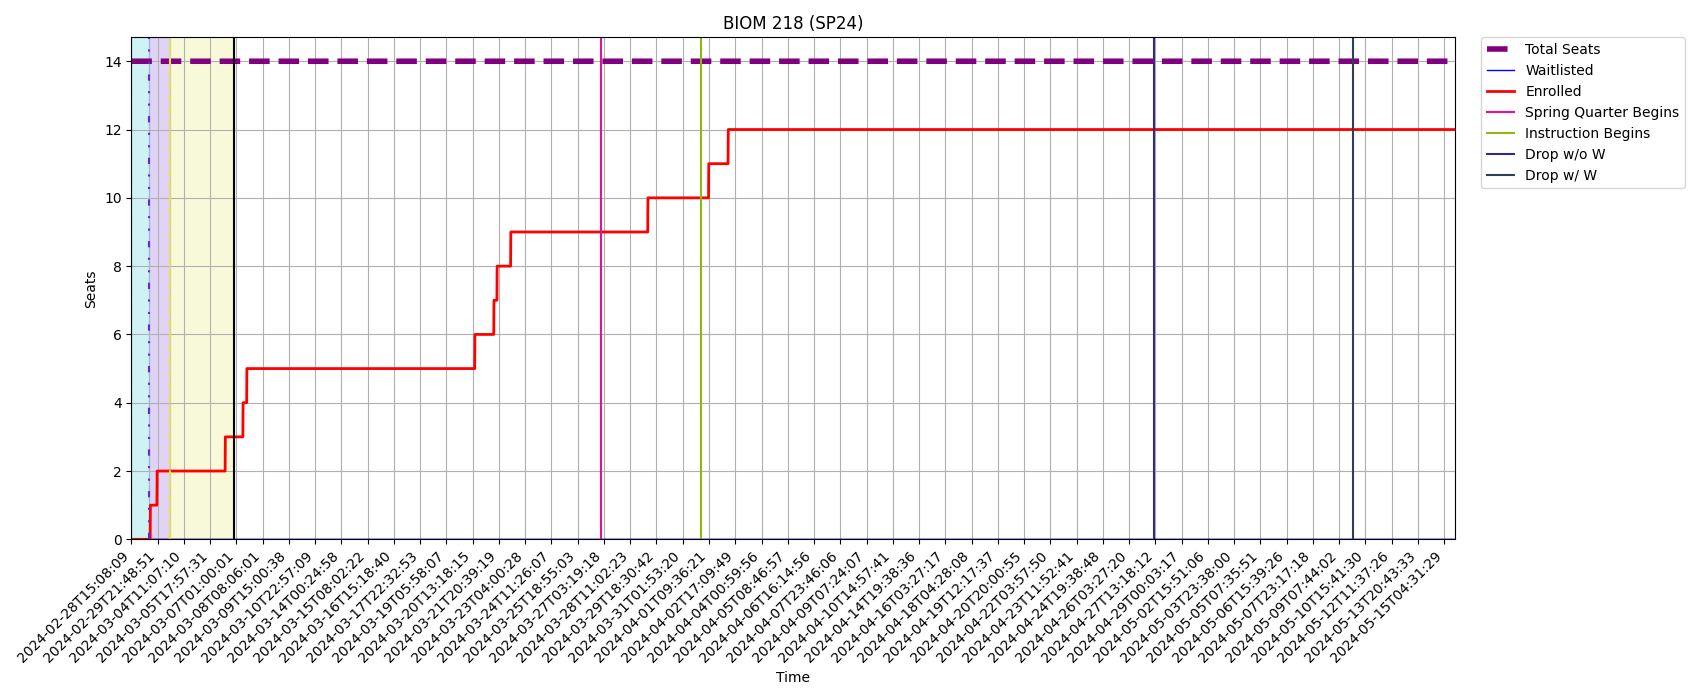 BIOM 218 (SP24)
Seats
14
12
10
8
6
4
2
0
2024-02-28T15:08:09
2024-02-29T21:48:51
2024-03-04T11:07:10
2024-03-05T17:57:31
2024-03-07T01:00:01
2024-03-08T08:06:01
2024-03-09T15:00:38
2024-03-10T22:57:09
2024-03-14T00:24:58
2024-03-15T08:02:22
2024-03-16T15:18:40
2024-03-17T22:32:53
2024-03-19T05:58:07
2024-03-20T13:18:15
2024-03-21T20:39:19
2024-03-23T04:00:28
2024-03-24T11:26:07
2024-03-25T18:55:03
2024-03-27T03:19:18
2024-03-28T11:02:23
2024-03-29T18:30:42
2024-03-31T01:53:20
2024-04-01T09:36:21
2024-04-02T17:09:49
2024-04-04T00:59:56
2024-04-05T08:46:57
2024-04-06T16:14:56
2024-04-07T23:46:06
2024-04-09T07:24:07
2024-04-10T14:57:41
2024-04-14T19:38:36
2024-04-16T03:27:17
2024-04-18T04:28:08
2024-04-19T12:17:37
2024-04-20T20:00:55
2024-04-22T03:57:50
2024-04-23T11:52:41
2024-04-24T19:38:48
2024-04-26T03:27:20
2024-04-27T13:18:12
2024-04-29T00:03:17
2024-05-02T15:51:06
2024-05-03T23:38:00
2024-05-05T07:35:51
2024-05-06T15:39:26
2024-05-07T23:17:18
2024-05-09T07:44:02
2024-05-10T15:41:30
2024-05-12T11:37:26
2024-05-13T20:43:33
2024-05-15T04:31:29
Time
Total Seats
Waitlisted
Enrolled
Spring Quarter Begins
Instruction Begins
Drop w/o W
Drop w/ W